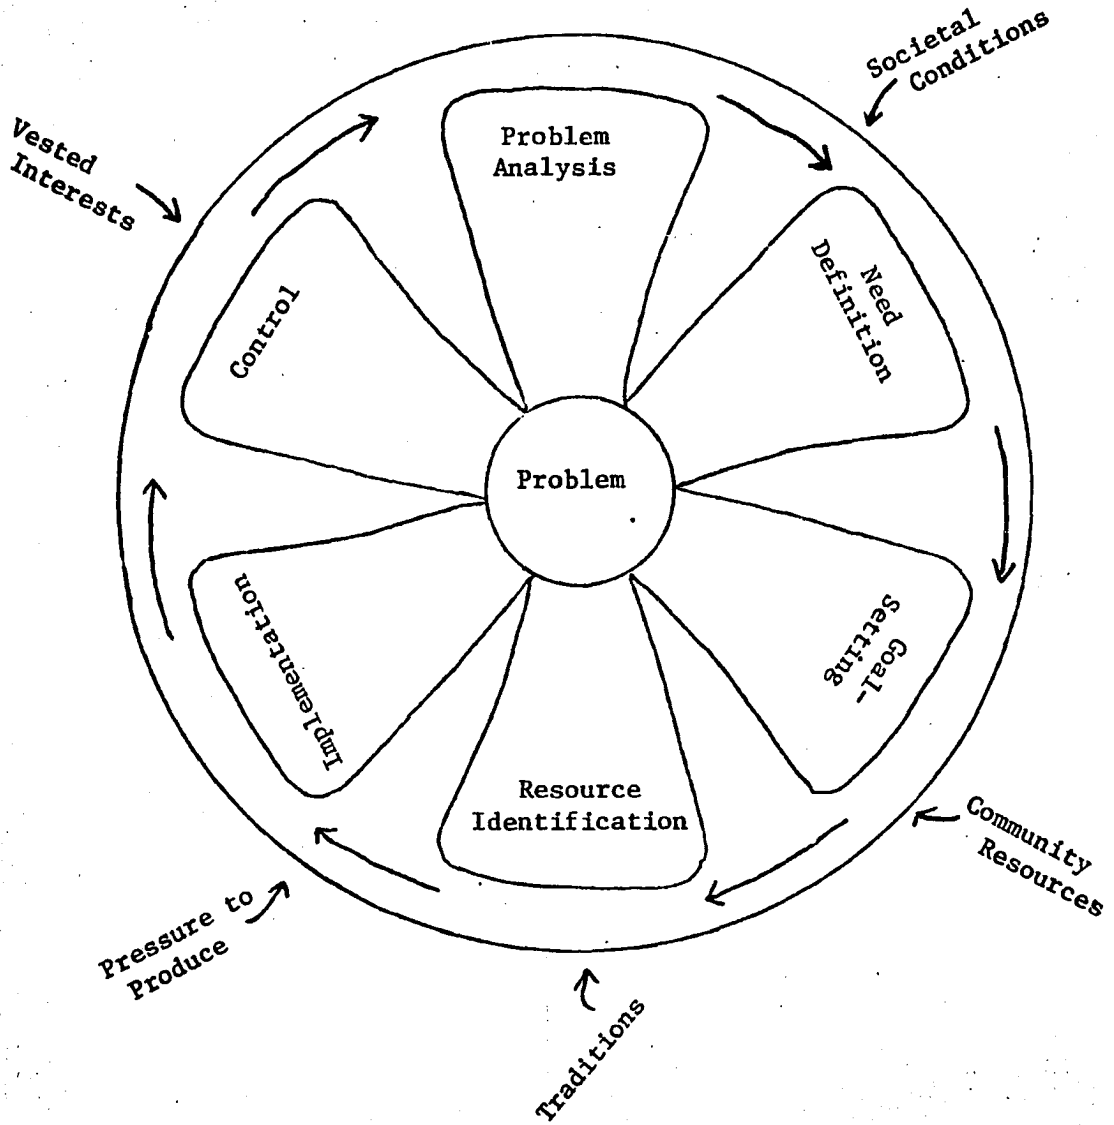 Societal
Conditions
Vested
Interests
Problem
Analysis
Need
Definition
Control
Problem
Goal-
Setting
Implementation
Resource
Identification
Community
Resources
Pressure to
Produce
Traditions